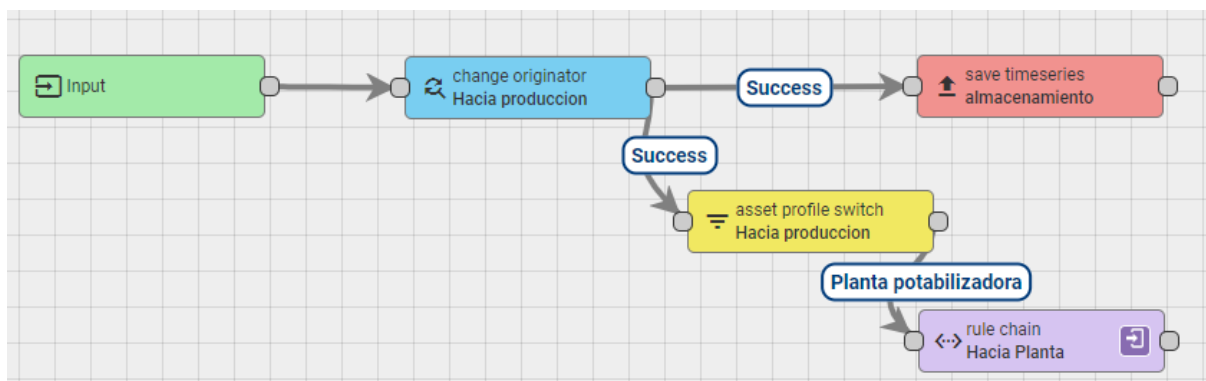 Input
change originator
Hacia produccion
Success
save timeseries
almacenamiento
Success
asset profile switch
Hacia produccion
Planta potabilizadora
rule chain
Hacia Planta